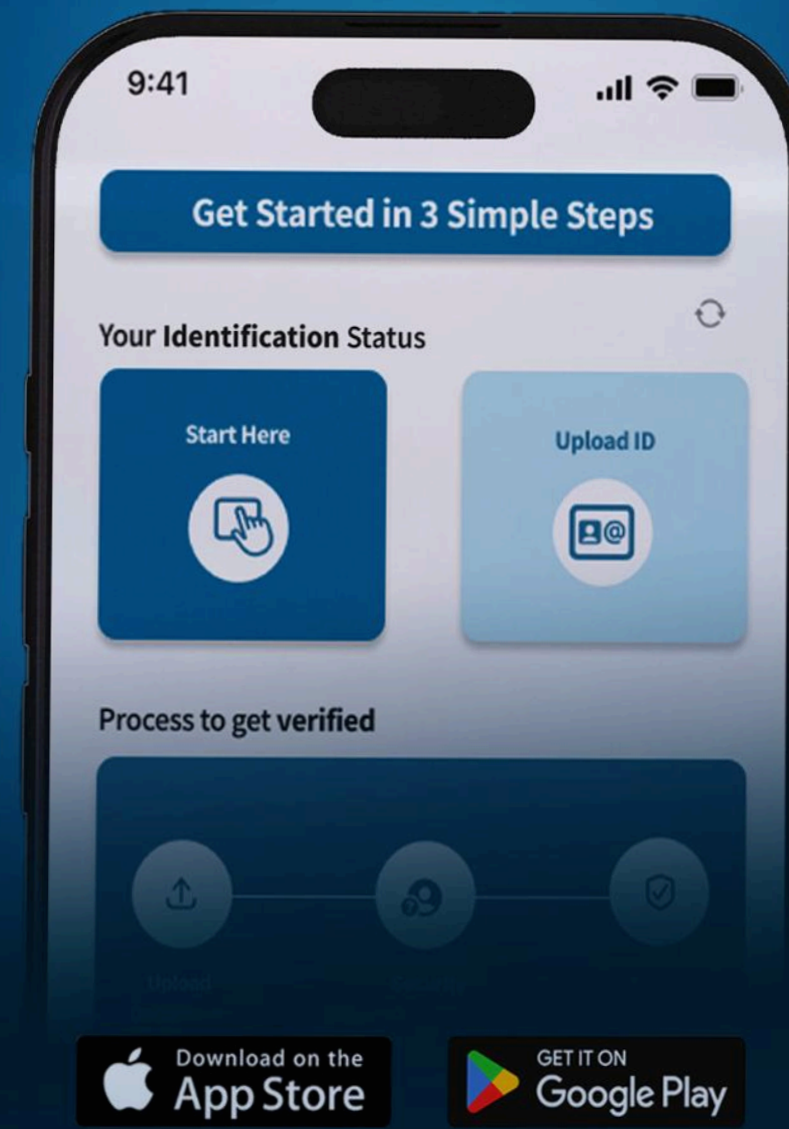 9:41
Get Started in 3 Simple Steps
Your Identification Status
Start Here
Upload ID
@
Process to get verified
Upload
Download on the
App Store
GET IT ON
Google Play